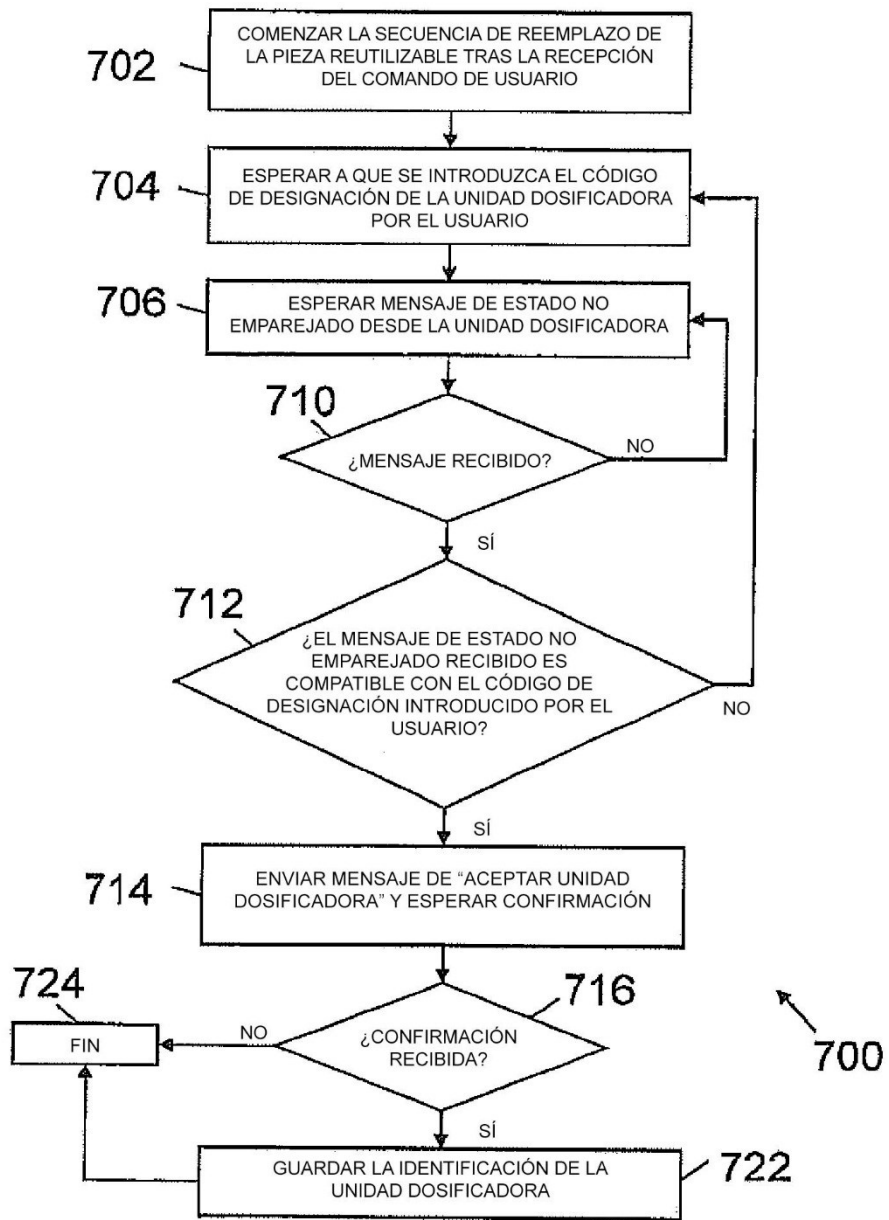 702
COMENZAR LA SECUENCIA DE REEMPLAZO DE
LA PIEZA REUTILIZABLE TRAS LA RECEPCIÓN
DEL COMANDO DE USUARIO
704
ESPERAR A QUE SE INTRODUZCA EL CÓDIGO
DE DESIGNACIÓN DE LA UNIDAD DOSIFICADORA
POR EL USUARIO
706
ESPERAR MENSAJE DE ESTADO NO
EMPAREJADO DESDE LA UNIDAD DOSIFICADORA
710
¿MENSAJE RECIBIDO?
NO
SÍ
712
¿EL MENSAJE DE ESTADO NO
EMPAREJADO RECIBIDO ES
COMPATIBLE CON EL CÓDIGO DE
DESIGNACIÓN INTRODUCIDO POR EL
USUARIO?
NO
SÍ
714
ENVIAR MENSAJE DE “ACEPTAR UNIDAD
DOSIFICADORA” Y ESPERAR CONFIRMACIÓN
716
¿CONFIRMACIÓN
RECIBIDA?
NO
724
FIN
SÍ
700
GUARDAR LA IDENTIFICACIÓN DE LA
UNIDAD DOSIFICADORA
722